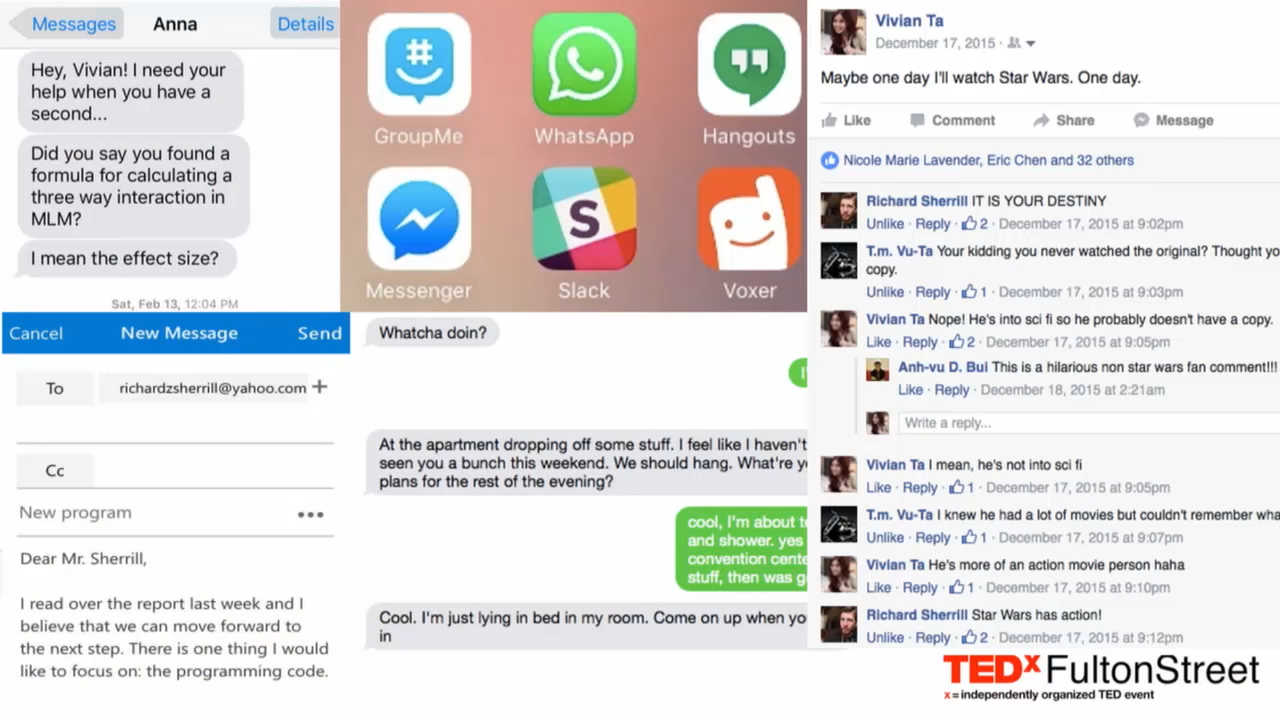 Messages
Anna
Details
Hey, Vivian! I need your
help when you have a
second...
Did you say you found a
formula for calculating a
three way interaction in
MLM?
I mean the effect size?
Sat, Feb 13, 12:04 PM
Cancel
New Message
Send
To
richardzsherrill@yahoo.com +
Cc
New program
Dear Mr. Sherrill,
I read over the report last week and I
believe that we can move forward to
the next step. There is one thing I would
like to focus on: the programming code.
GroupMe
WhatsApp
Hangouts
Messenger
S
Slack
Voxer
Whatcha doin?
At the apartment dropping off some stuff. I feel like I haven't
seen you a bunch this weekend. We should hang. What're
plans for the rest of the evening?
cool, I'm about
and shower. yes
convention cente
stuff, then was
Cool. I'm just lying in bed in my room. Come on up when
in
Vivian Ta
December 17, 2015
Maybe one day I'll watch Star Wars. One day.
Like Comment Share Message
Nicole Marie Lavender, Eric Chen and 32 others
Richard Sherrill IT IS YOUR DESTINY
Unlike · Reply · 2 · December 17, 2015 at 9:02pm
T.m. Vu-Ta Your kidding you never watched the original? Thought
copy.
Unlike · Reply · 1 · December 17, 2015 at 9:03pm
Vivian Ta Nope! He's into sci fi so he probably doesn't have a copy.
Like · Reply · 2 · December 17, 2015 at 9:05pm
Anh-vu D. Bui This is a hilarious non star wars fan comment!!!
Like · Reply · December 18, 2015 at 2:21am
Write a reply...
Vivian Ta I mean, he's not into sci fi
Like · Reply · 1 · December 17, 2015 at 9:05pm
T.m. Vu-Ta I knew he had a lot of movies but couldn't remember
Unlike · Reply · 1 · December 17, 2015 at 9:07pm
Vivian Ta He's more of an action movie person haha
Like · Reply · 1 · December 17, 2015 at 9:10pm
Richard Sherrill Star Wars has action!
Unlike · Reply · 2 · December 17, 2015 at 9:12pm
TEDxFultonStreet
x = independently organized TED event